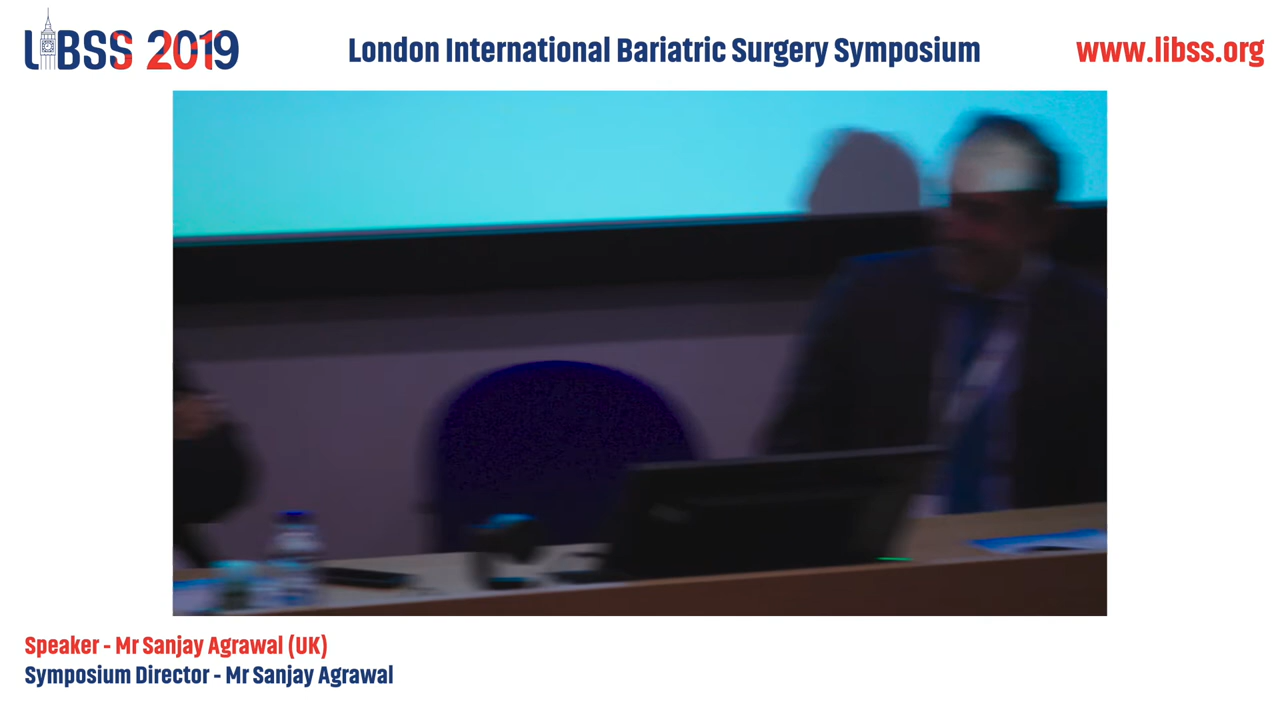 LIBSS 2019
London International Bariatric Surgery Symposium
www.libss.org
Speaker - Mr Sanjay Agrawal (UK)
Symposium Director - Mr Sanjay Agrawal